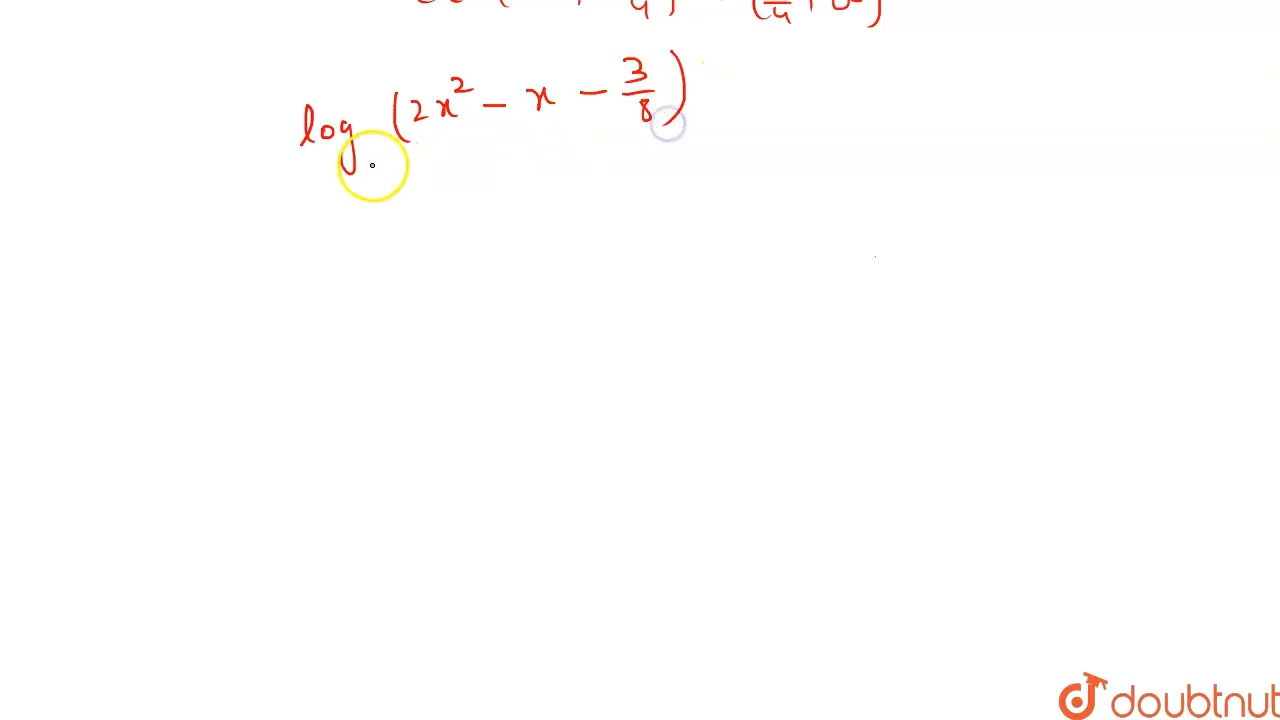 log (2x² - x - 3/8)
doubtnut